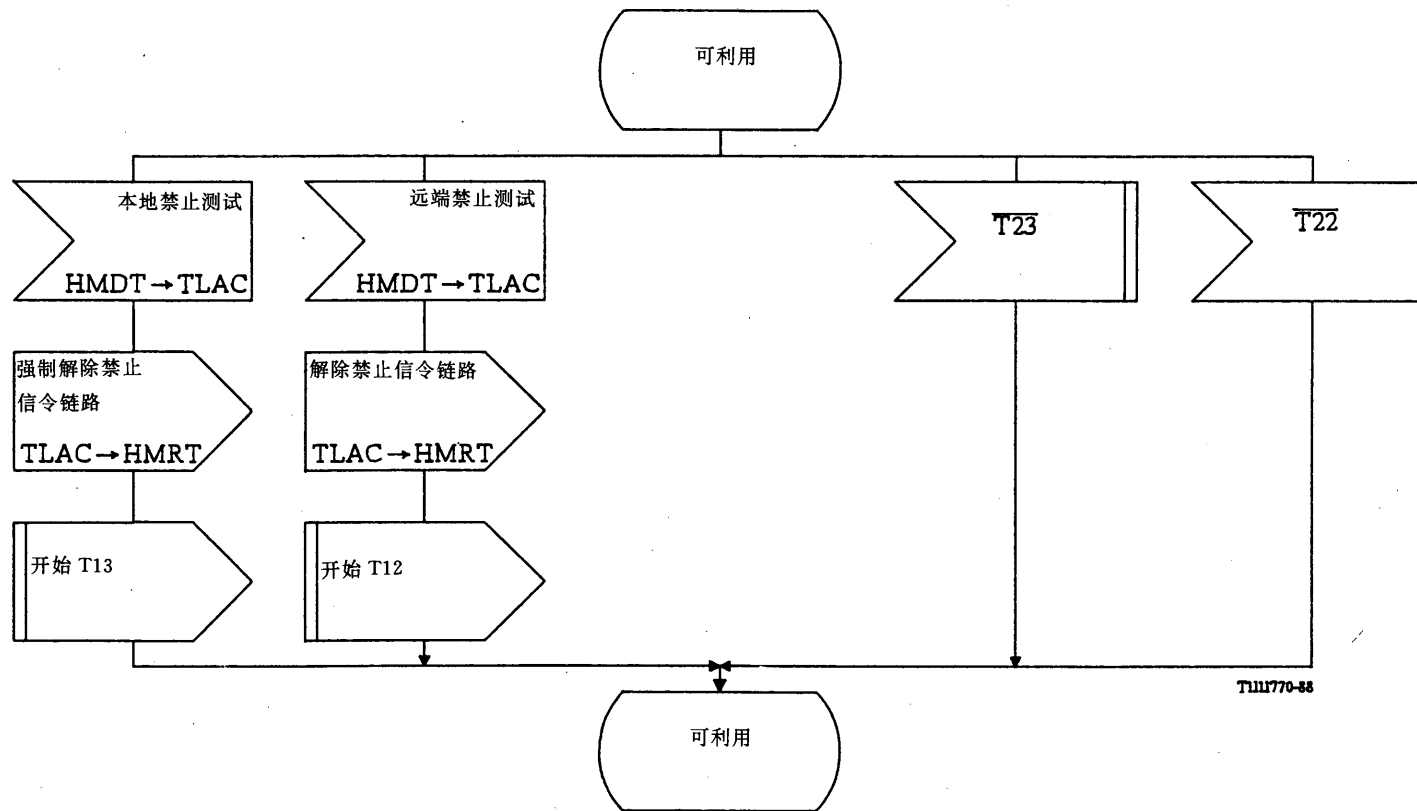 可利用
本地禁止测试
HMDT→TLAC
远端禁止测试
HMDT→TLAC
T23
T22
强制解除禁止
信令链路
TLAC→HMRT
解除禁止信令链路
TLAC→HMRT
开始 T13
开始 T12
T1111770-88
可利用